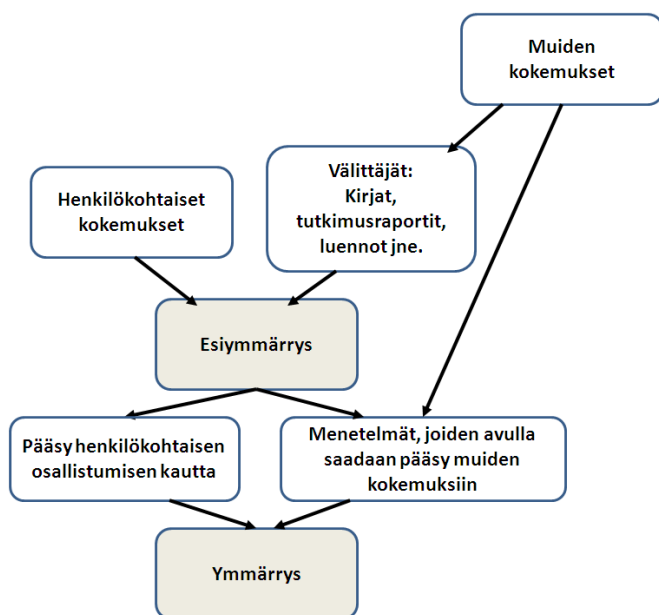 Muiden
kokemukset
Välittäjät:
Kirjat,
tutkimusraportit,
luennot jne.
Henkilökohtaiset
kokemukset
Esiymmärrys
Pääsy henkilökohtaisen
osallistumisen kautta
Menetelmät, joiden avulla
saadaan pääsy muiden
kokemuksiin
Ymmärrys